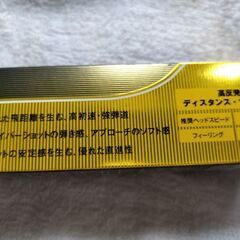 れた飛距離を生む、高初速・強弾道
イバーショットの弾き感、アプローチのソフト感
ットの安定感を生む、優れた直進性
高反発
ディスタンス・
推奨ヘッドスピード
フィーリング